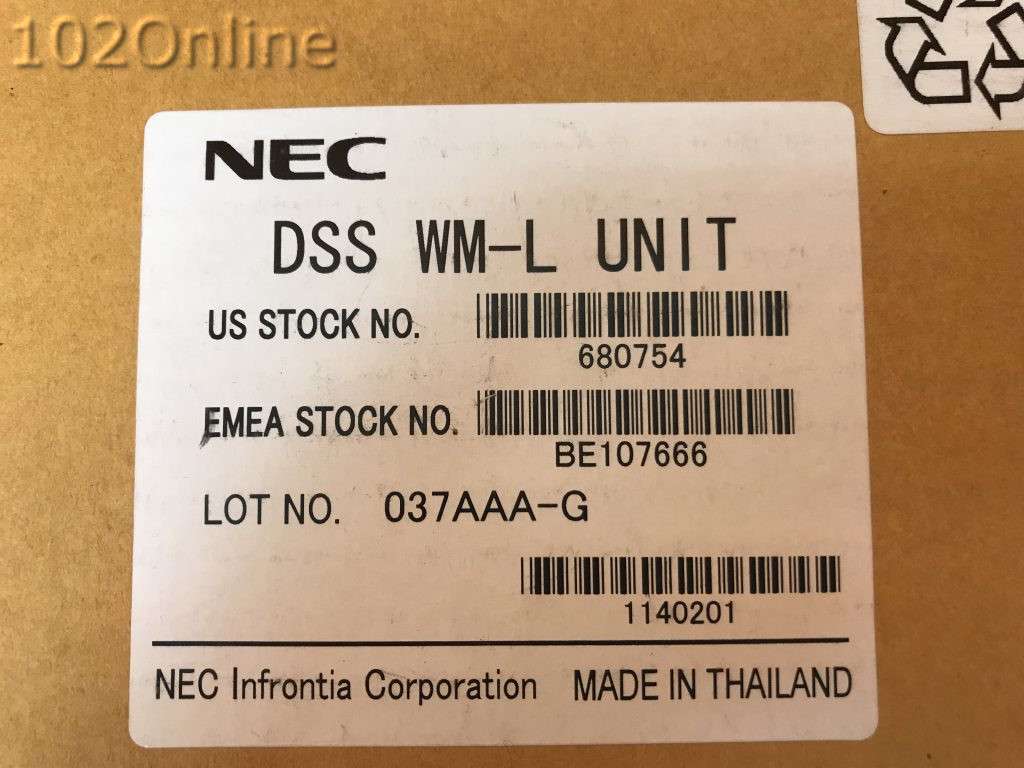 102Online
NEC
DSS WM-L UNIT
US STOCK NO.
680754
EMEA STOCK NO.
BE107666
LOT NO. 037AAA-G
1140201
NEC Infrontia Corporation MADE IN THAILAND